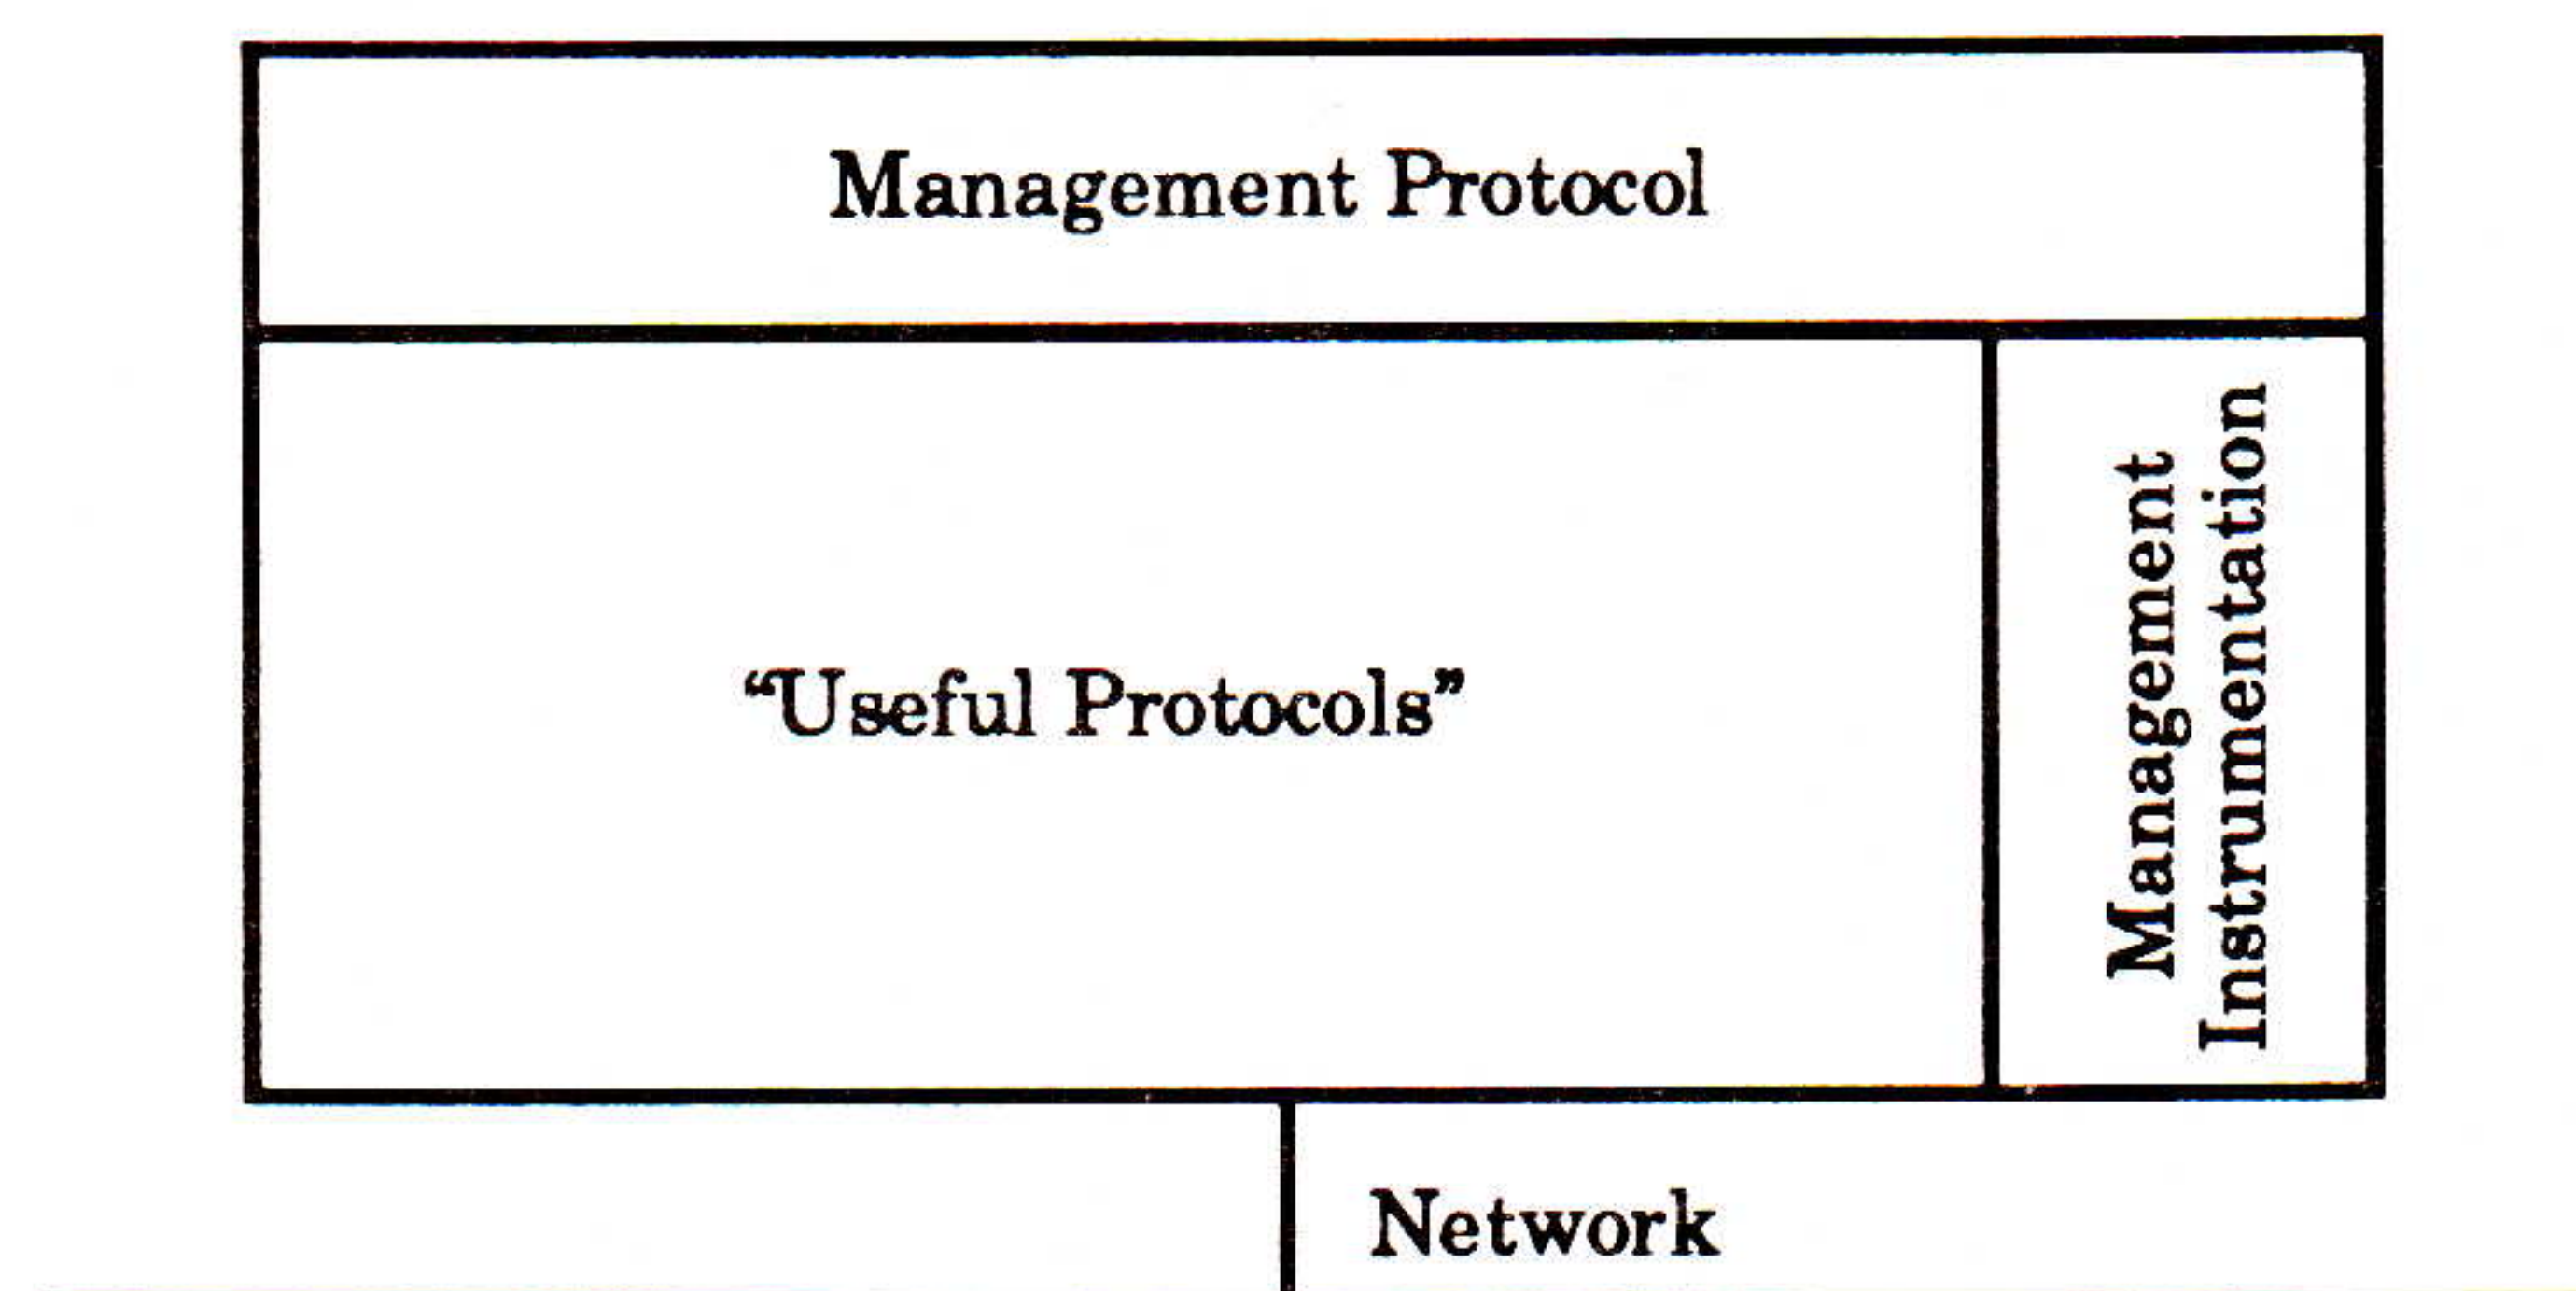 Management Protocol
“Useful Protocols”
Management
Instrumentation
Network